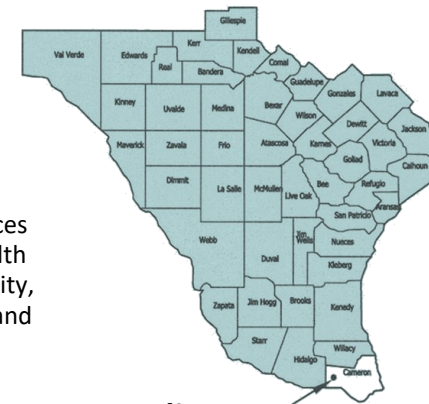 Gillespie
Val Verde
Edwards
Kerr
Kendell
Real
Bandera
Comal
Guadelupe
Gonzales
Lavaca
Kinney
Uvalde
Medina
Bexar
Wilson
Dewitt
Jackson
Maverick
Zavala
Frio
Atascosa
Karnes
Victoria
Goliad
Calhoun
Dimmit
La Salle
McMullen
Live Oak
Bee
Refugio
Aransas
San Patricio
Webb
Duval
Jim
Wells
Nueces
Kleberg
Zapata
Jim Hogg
Brooks
Kenedy
Starr
Hidalgo
Willacy
Cameron
ces
lth
ity,
and